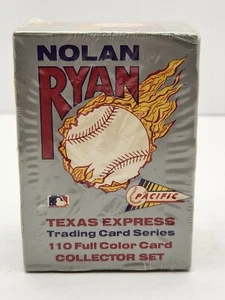 NOLAN
RYAN
PACIFIC
TEXAS EXPRESS
Trading Card Series
110 Full Color Card
COLLECTOR SET